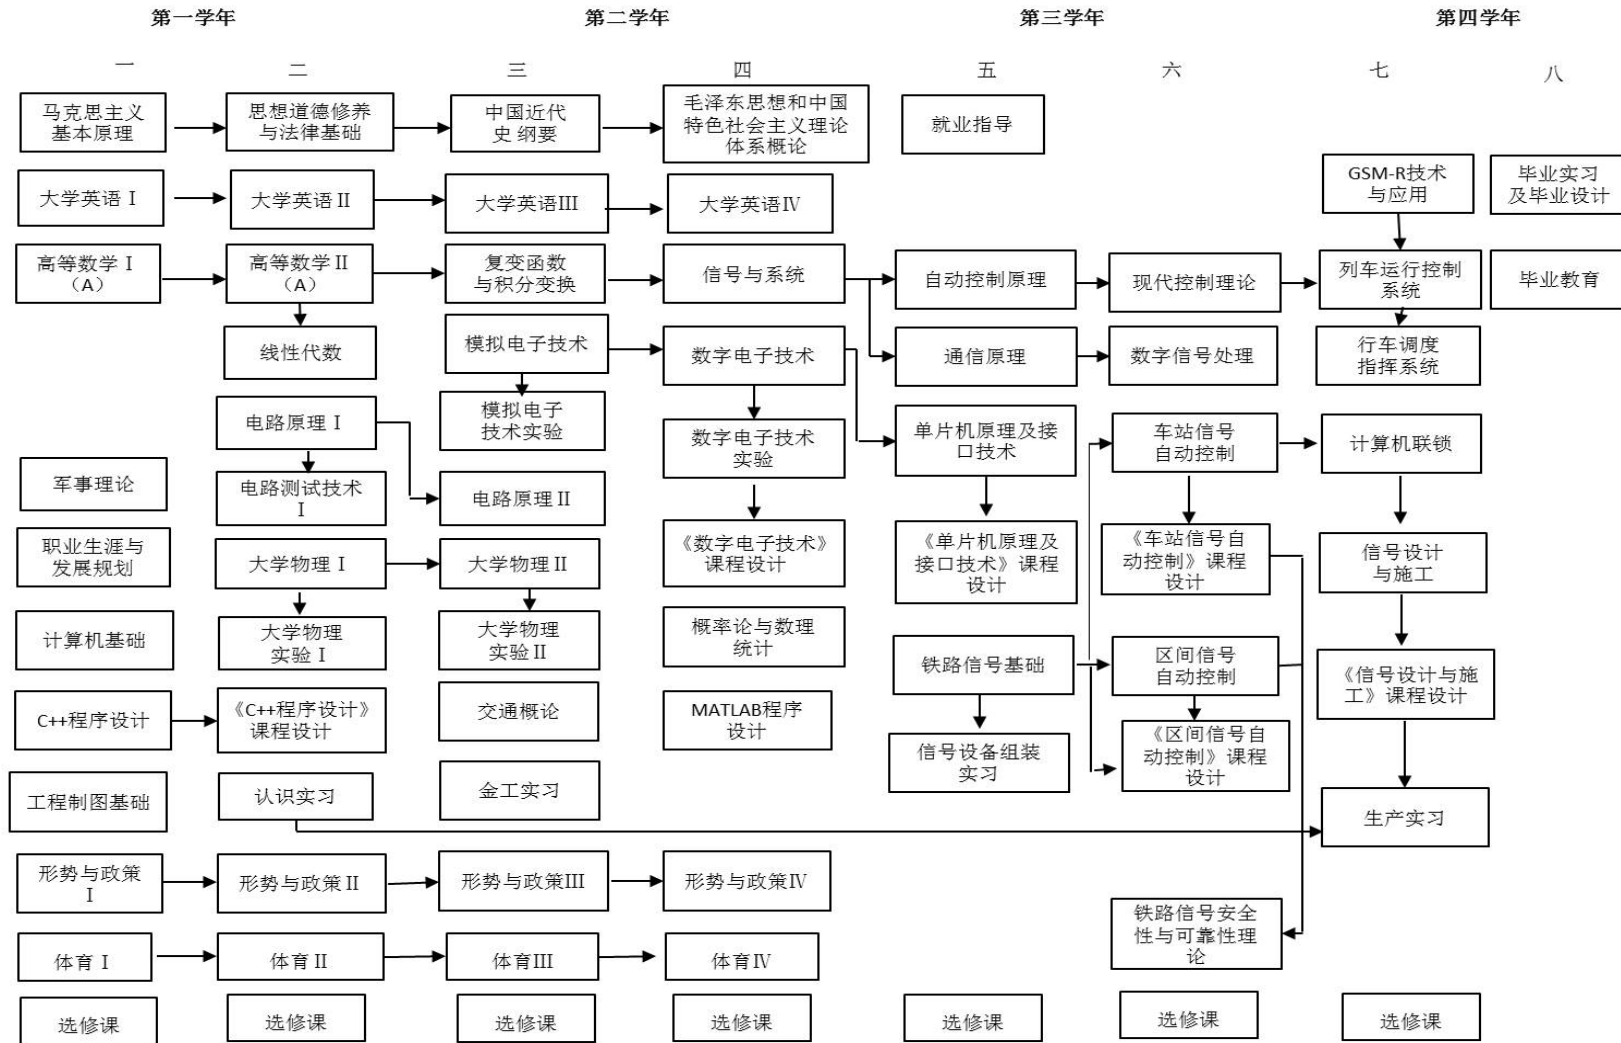 第一学年
第二学年
第三学年
第四学年
一
二
三
四
五
六
七
八
马克思主义
基本原理
思想道德修养
与法律基础
中国近代
史 纲要
毛泽东思想和中国
特色社会主义理论
体系概论
就业指导
大学英语Ⅰ
大学英语Ⅱ
大学英语Ⅲ
大学英语Ⅳ
GSM-R技术
与应用
毕业实习
及毕业设计
高等数学Ⅰ
（A）
高等数学Ⅱ
（A）
复变函数
与积分变换
信号与系统
自动控制原理
现代控制理论
列车运行控制
系统
毕业教育
线性代数
模拟电子技术
数字电子技术
通信原理
数字信号处理
行车调度
指挥系统
电路原理Ⅰ
模拟电子
技术实验
数字电子技术
实验
单片机原理及接
口技术
车站信号
自动控制
计算机联锁
军事理论
电路测试技术
Ⅰ
电路原理Ⅱ
《数字电子技术》
课程设计
《单片机原理及
接口技术》课程
设计
《车站信号自
动控制》课程
设计
信号设计
与施工
职业生涯与
发展规划
大学物理Ⅰ
大学物理Ⅱ
计算机基础
大学物理
实验Ⅰ
大学物理
实验Ⅱ
概率论与数理
统计
铁路信号基础
区间信号
自动控制
《信号设计与施
工》课程设计
C++程序设计
《C++程序设计》
课程设计
交通概论
MATLAB程序
设计
信号设备组装
实习
《区间信号自
动控制》课程
设计
工程制图基础
认识实习
金工实习
生产实习
形势与政策
Ⅰ
形势与政策Ⅱ
形势与政策Ⅲ
形势与政策Ⅳ
铁路信号安全
性与可靠性理
论
体育Ⅰ
体育Ⅱ
体育Ⅲ
体育Ⅳ
选修课
选修课
选修课
选修课
选修课
选修课
选修课